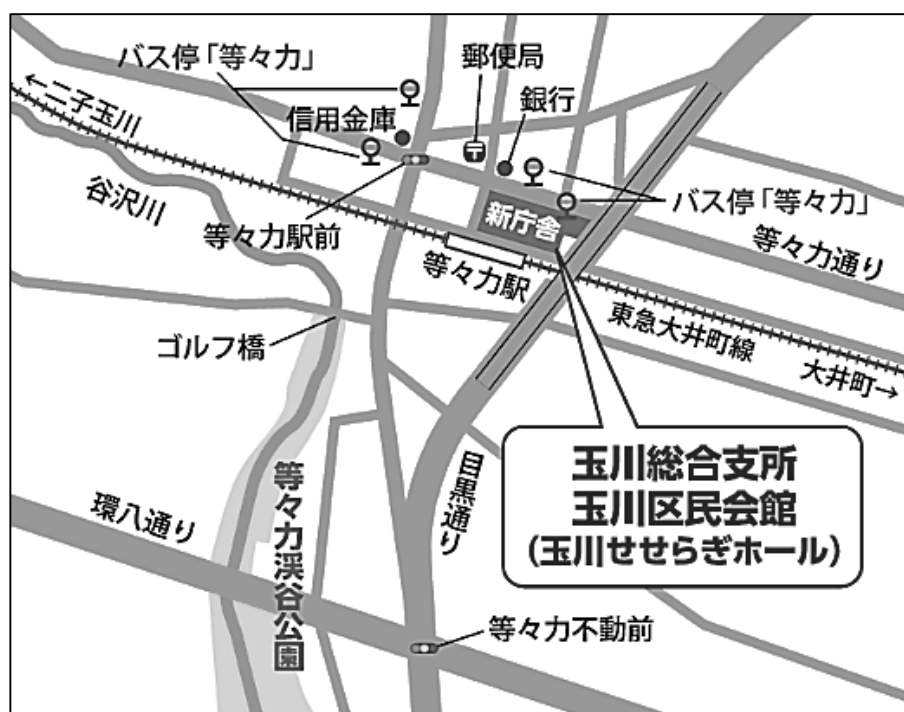 バス停「等々力」
郵便局
←二子玉川
信用金庫
銀行
谷沢川
新庁舎
バス停「等々力」
等々力駅前
等々力通り
等々力駅
東急大井町線
ゴルフ橋
大井町→
玉川総合支所
玉川区民会館
(玉川せせらぎホール)
目黒通り
環八通り
等々力渓谷公園
等々力不動前